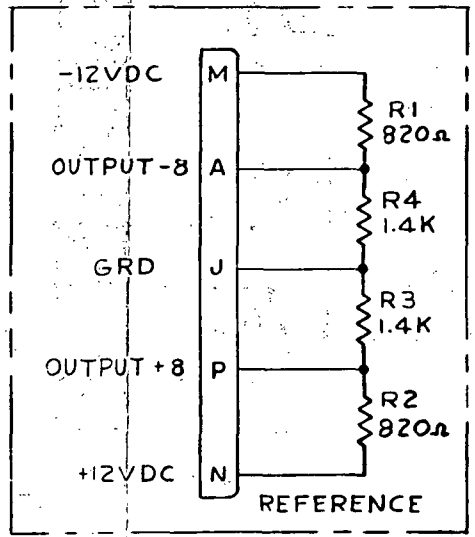 -12VDC M
R1
820Ω
OUTPUT-8 A
R4
1.4K
GRD J
R3
1.4K
OUTPUT+8 P
R2
820Ω
+12VDC N
REFERENCE